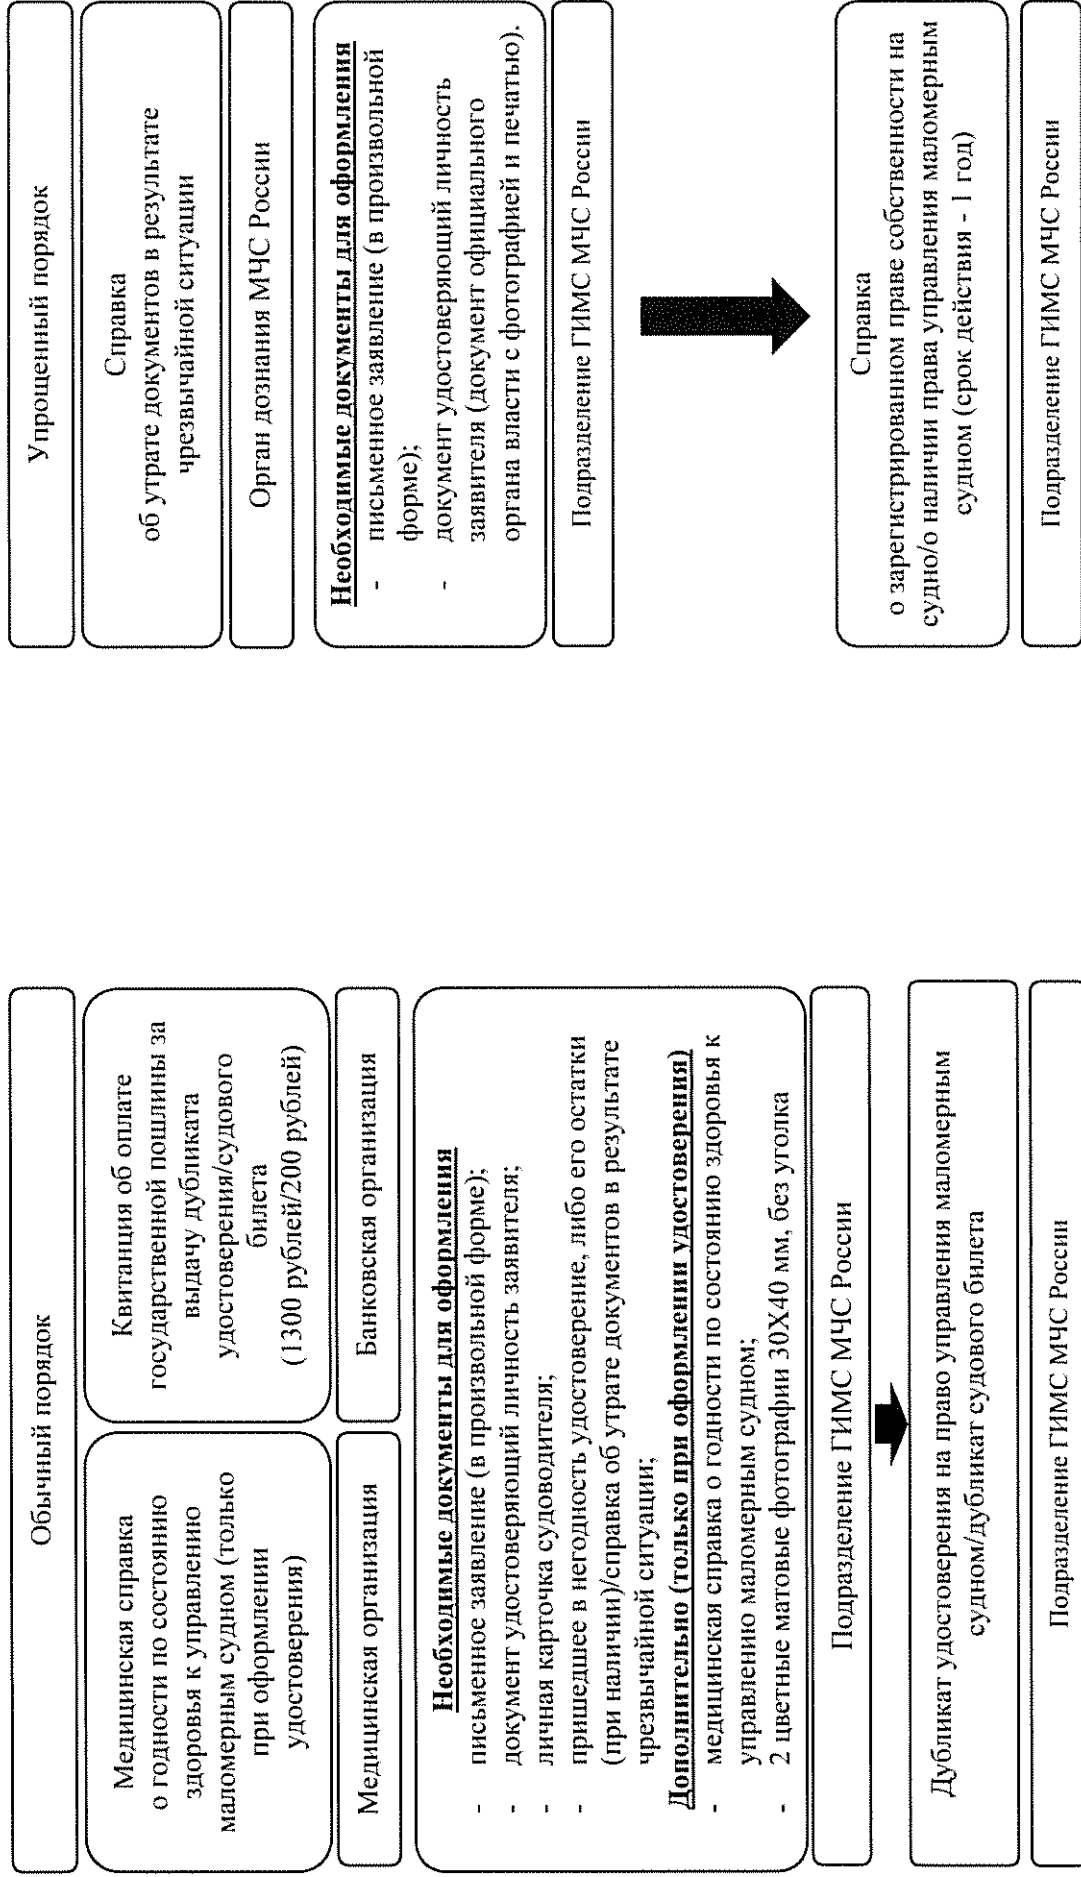 Обычный порядок
Медицинская справка
о годности по состоянию
здоровья к управлению
маломерным судном (только
при оформлении
удостоверения)
Квитанция об оплате
государственной пошлины за
выдачу дубликата
удостоверения/судового
билета
(1300 рублей/200 рублей)
Медицинская организация
Банковская организация
Необходимые документы для оформления
- письменное заявление (в произвольной форме);
- документ удостоверяющий личность заявителя;
- личная карточка судоводителя;
- пришедшее в негодность удостоверение, либо его остатки
(при наличии)/справка об утрате документов в результате
чрезвычайной ситуации;
Дополнительно (только при оформлении удостоверения)
- медицинская справка о годности по состоянию здоровья к
управлению маломерным судном;
- 2 цветные матовые фотографии 30Х40 мм, без уголка
Подразделение ГИМС МЧС России
Дубликат удостоверения на право управления маломерным
судном/дубликат судового билета
Подразделение ГИМС МЧС России
Упрощенный порядок
Справка
об утрате документов в результате
чрезвычайной ситуации
Орган дознания МЧС России
Необходимые документы для оформления
- письменное заявление (в произвольной
форме);
- документ удостоверяющий личность
заявителя (документ официального
органа власти с фотографией и печатью).
Подразделение ГИМС МЧС России
Справка
о зарегистрированном праве собственности на
судно/о наличии права управления маломерным
судном (срок действия - 1 год)
Подразделение ГИМС МЧС России